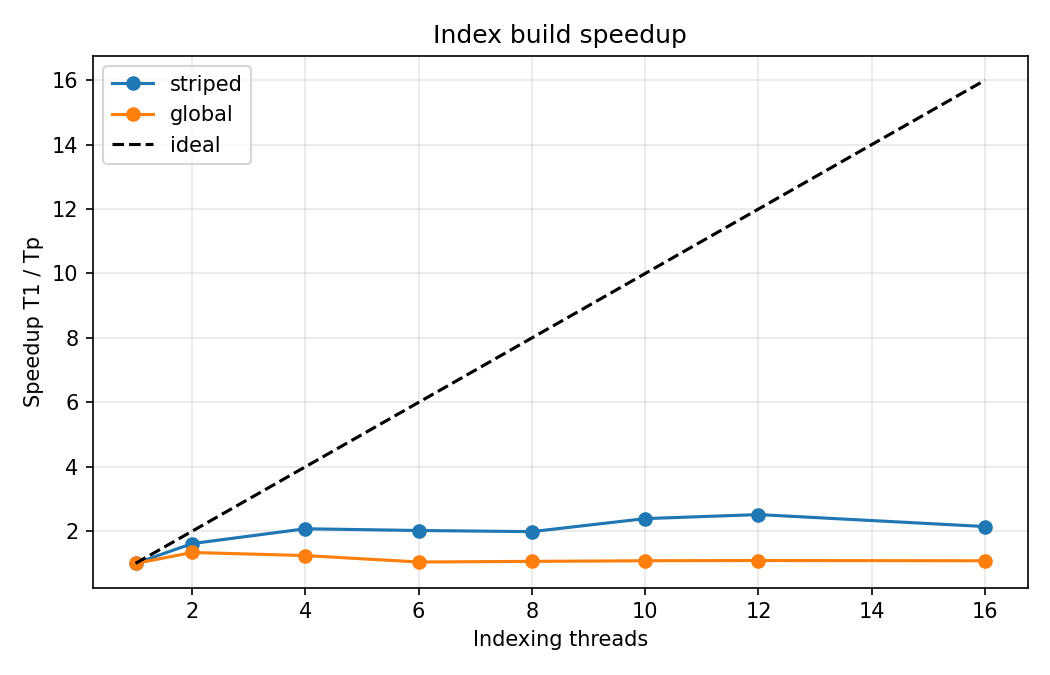 Index build speedup
striped
global
ideal
Speedup T1 / Tp
16
14
12
10
8
6
4
2
2 4 6 8 10 12 14 16
Indexing threads